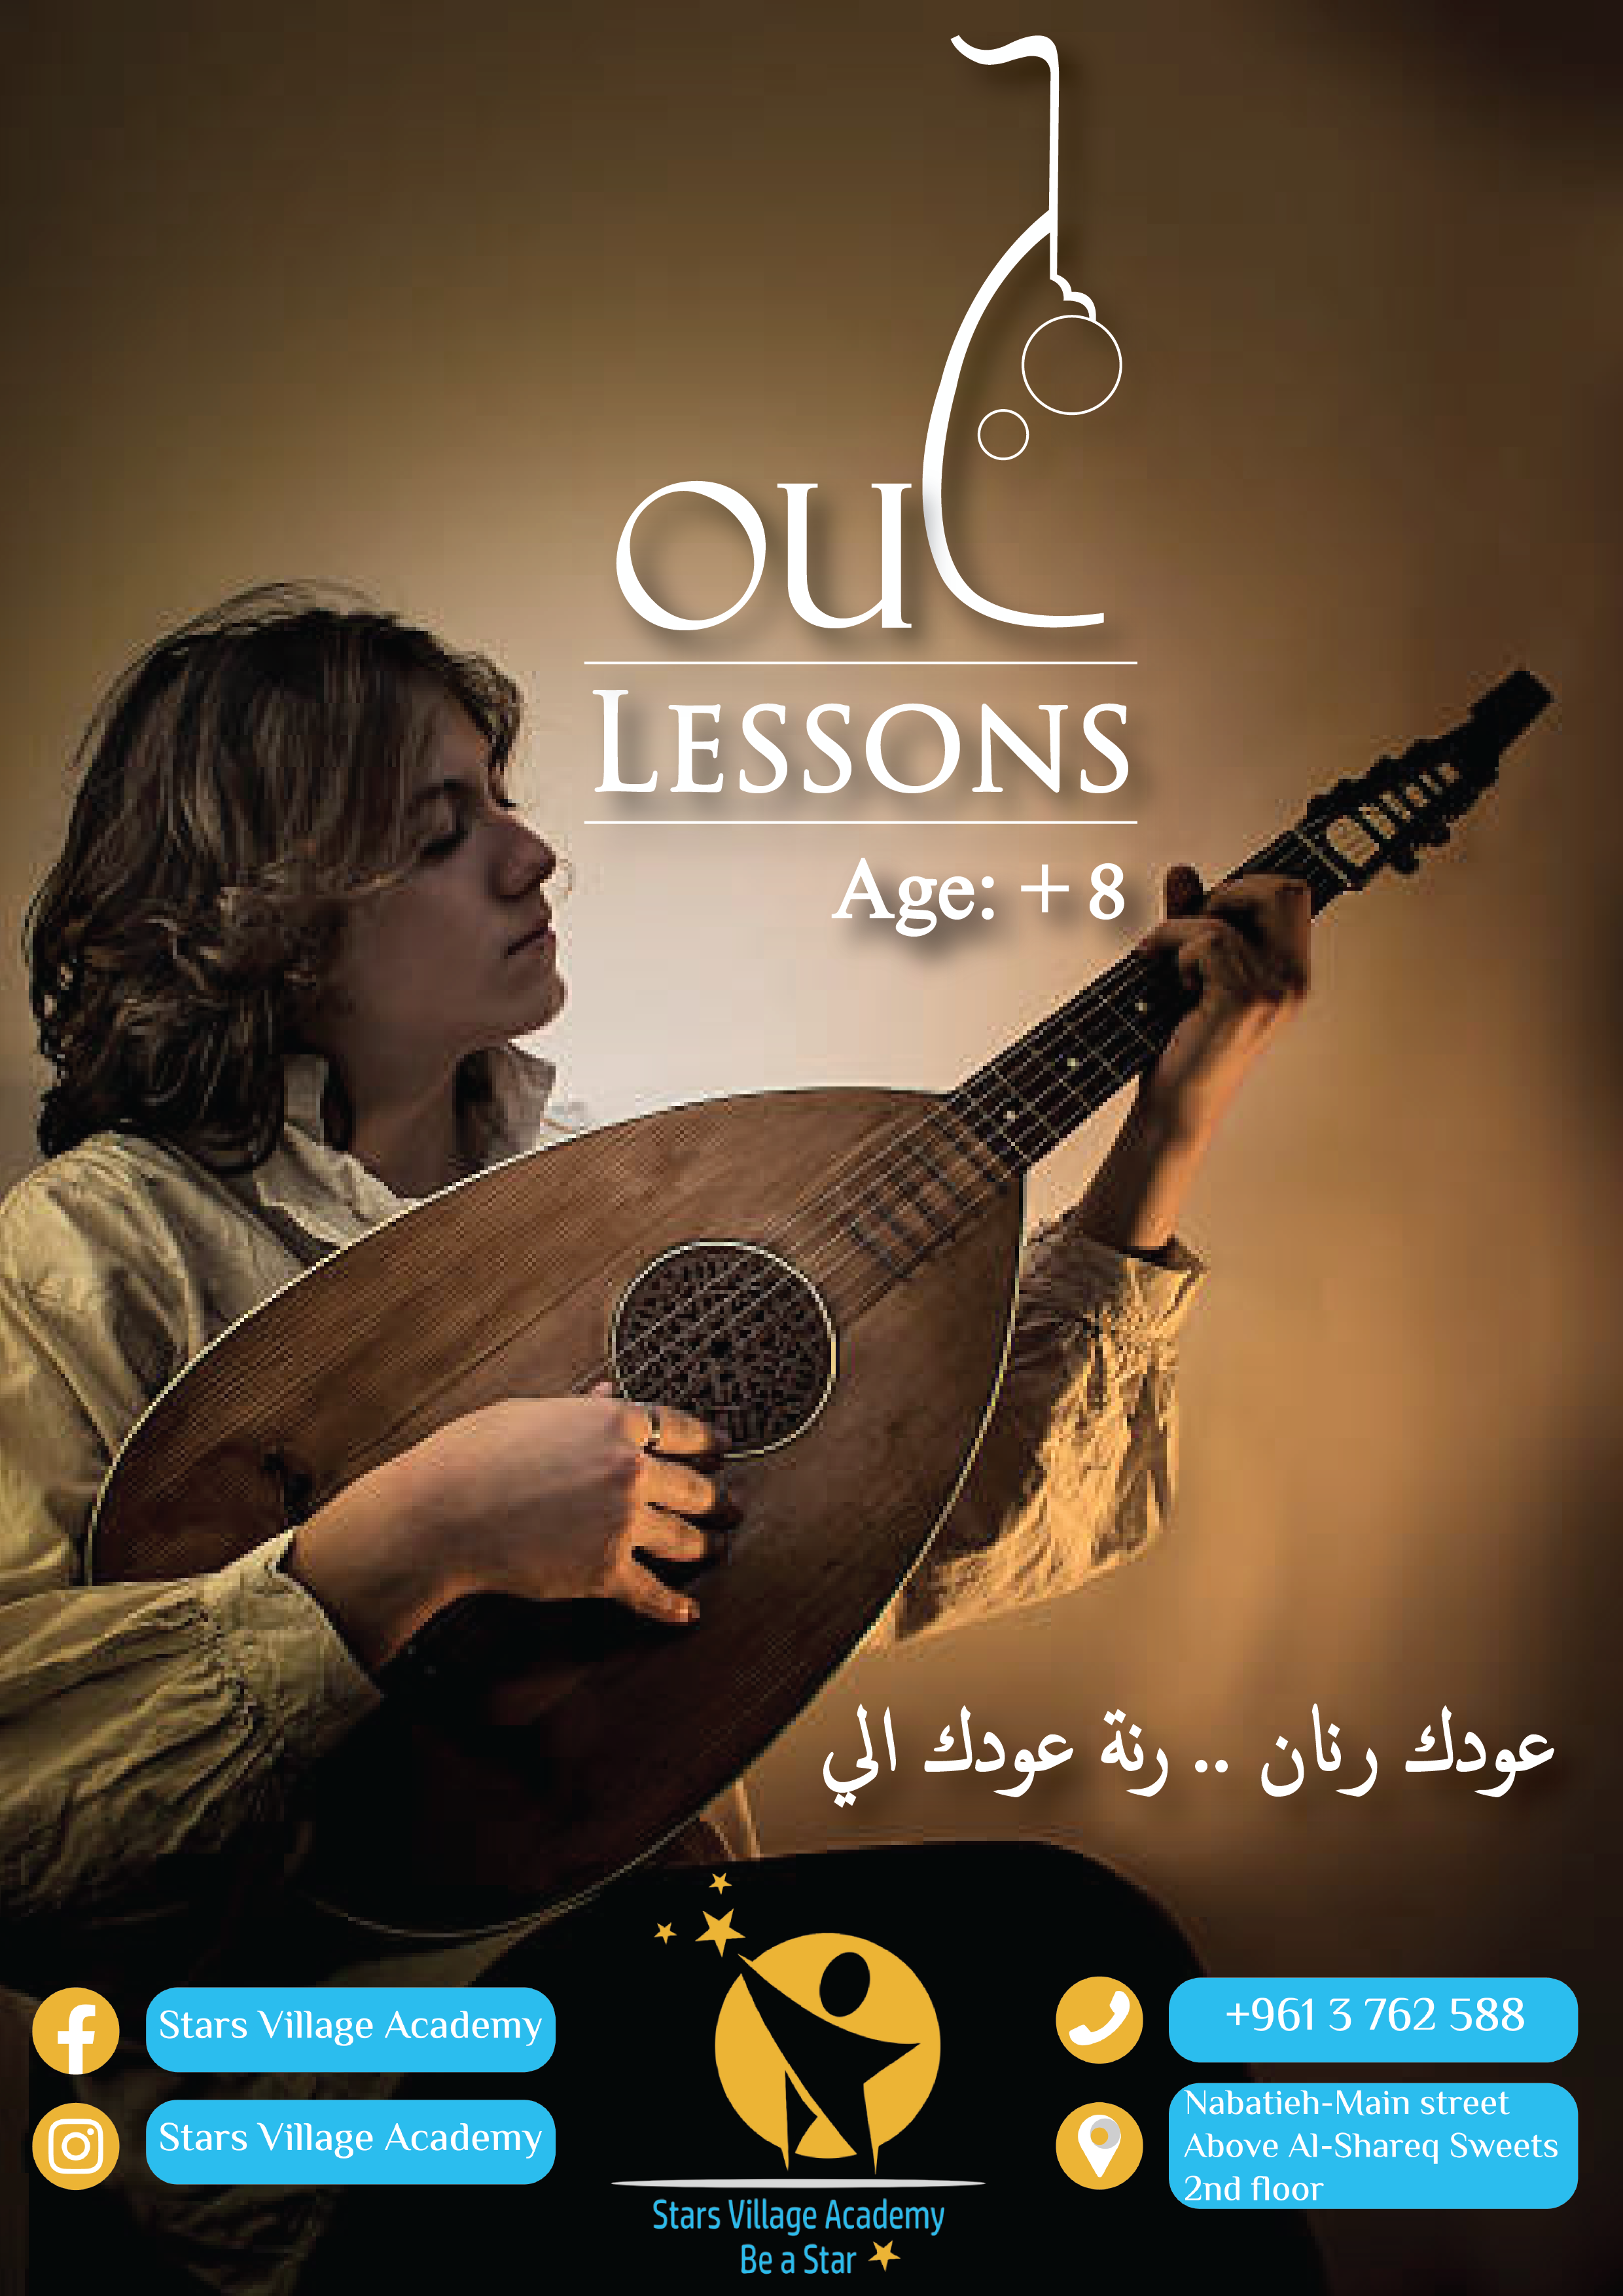 oud
LESSONS
Age: + 8
عودك رنان .. رنة عودك الي
Stars Village Academy
Stars Village Academy
Stars Village Academy
Be a Star
+961 3 762 588
Nabatieh-Main street
Above Al-Shareq Sweets
2nd floor